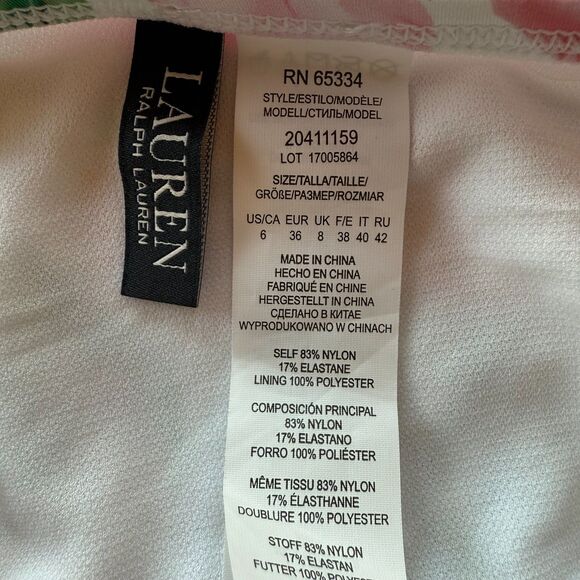 LAUREN
RALPH LAUREN
RN 65334
STYLE/ESTILO/MODÈLE/
MODELL/СТИЛЬ/MODEL
20411159
LOT 17005864
SIZE/TALLA/TAILLE/
GRÖßE/РАЗМЕР/ROZMIAR
US/CA EUR UK F/E IT RU
6 36 8 38 40 42
MADE IN CHINA
HECHO EN CHINA
FABRIQUÉ EN CHINE
HERGESTELLT IN CHINA
СДЕЛАНО В КИТАЕ
WYPRODUKOWANO W CHINACH
SELF 83% NYLON
17% ELASTANE
LINING 100% POLYESTER
COMPOSICIÓN PRINCIPAL
83% NYLON
17% ELASTANO
FORRO 100% POLIÉSTER
MÊME TISSU 83% NYLON
17% ÉLASTHANNE
DOUBLURE 100% POLYESTER
STOFF 83% NYLON
17% ELASTAN
FUTTER 100% POLYESTER